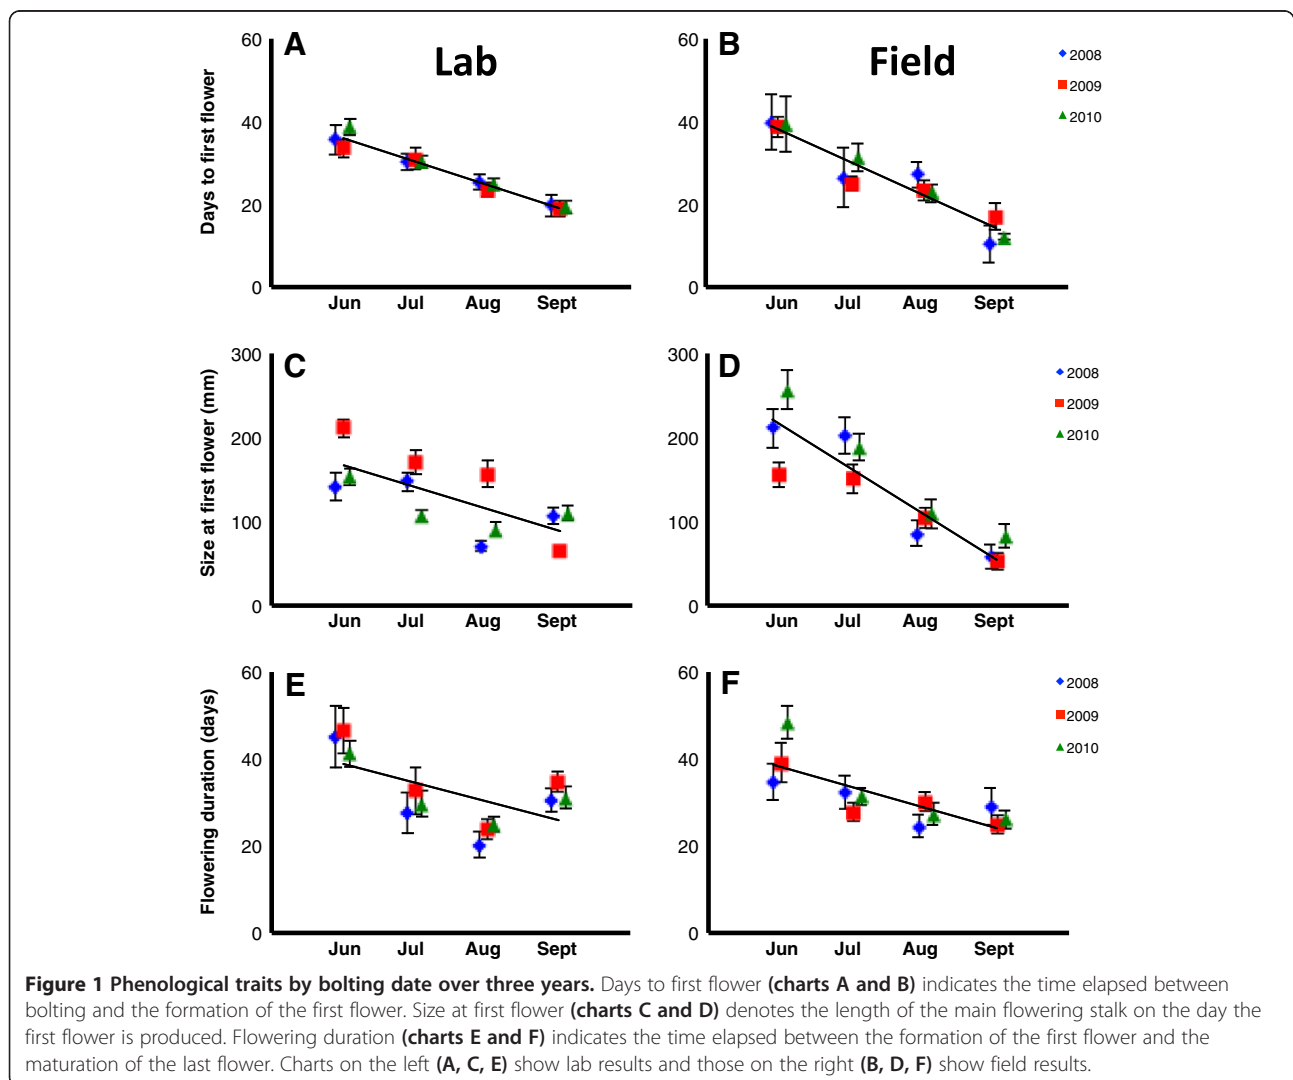 A
Lab
B
Field
60
40
20
0
Days to first flower
Jun Jul Aug Sept
60
40
20
0
Jun Jul Aug Sept
2008
2009
2010
C
D
300
200
100
0
Size at first flower (mm)
Jun Jul Aug Sept
300
200
100
0
Jun Jul Aug Sept
2008
2009
2010
E
F
60
40
20
0
Flowering duration (days)
Jun Jul Aug Sept
60
40
20
0
Jun Jul Aug Sept
2008
2009
2010
Figure 1 Phenological traits by bolting date over three years. Days to first flower (charts A and B) indicates the time elapsed between
bolting and the formation of the first flower. Size at first flower (charts C and D) denotes the length of the main flowering stalk on the day the
first flower is produced. Flowering duration (charts E and F) indicates the time elapsed between the formation of the first flower and the
maturation of the last flower. Charts on the left (A, C, E) show lab results and those on the right (B, D, F) show field results.